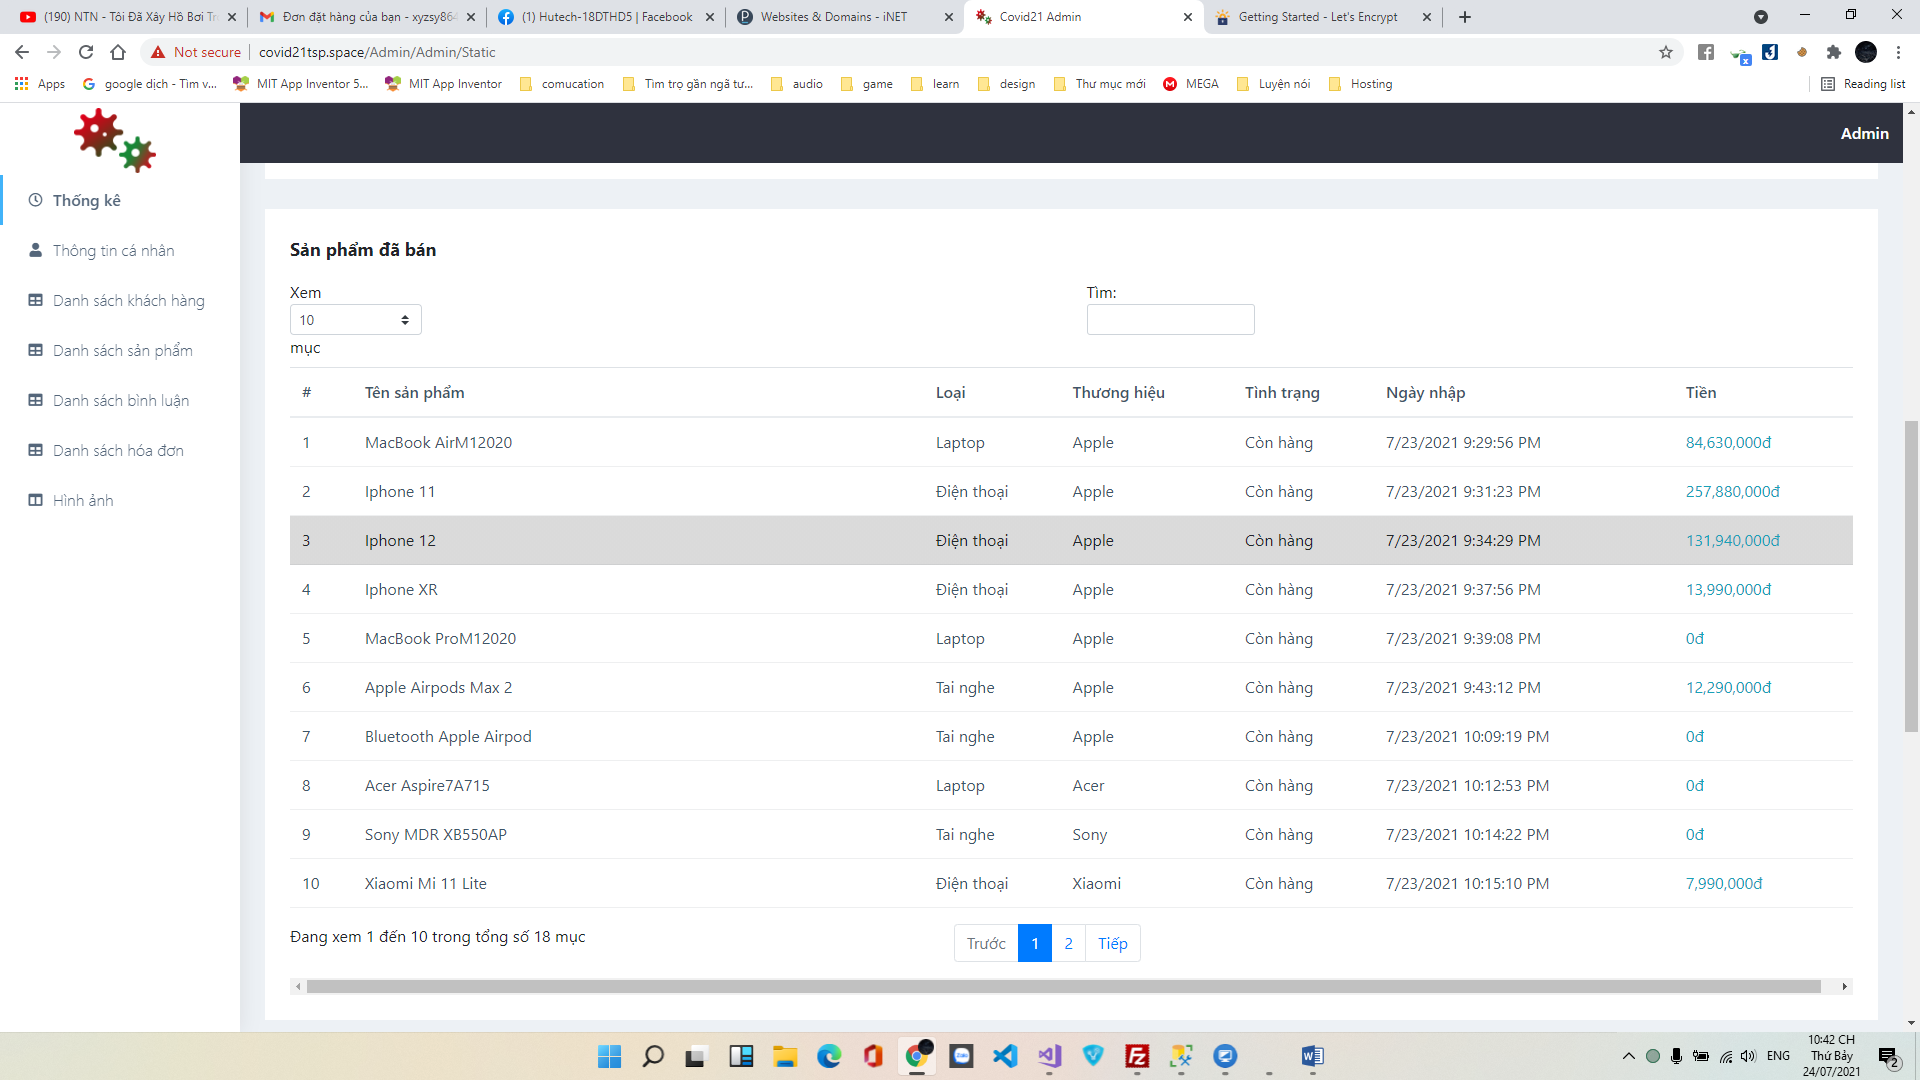 (190) NTN - Tôi Đã Xây Hồ Bơi Tr
Đơn đặt hàng của bạn - xyzsy864
(1) Hutech-18DTHD5 | Facebook
Websites & Domains - iNET
Covid21 Admin
Getting Started - Let's Encrypt
Not secure
covid21tsp.space/Admin/Admin/Static
Apps
google dịch - Tìm v...
MIT App Inventor 5...
MIT App Inventor
comucation
Tìm trọ gần ngã tư...
audio
game
learn
design
Thư mục mới
MEGA
Luyện nói
Hosting
Reading list
Admin
Thống kê
Thông tin cá nhân
Danh sách khách hàng
Danh sách sản phẩm
Danh sách bình luận
Danh sách hóa đơn
Hình ảnh
Sản phẩm đã bán
Xem
Tìm:
10
mục
# Tên sản phẩm Loại Thương hiệu Tình trạng Ngày nhập Tiền
1 MacBook AirM12020 Laptop Apple Còn hàng 7/23/2021 9:29:56 PM 84,630,000đ
2 Iphone 11 Điện thoại Apple Còn hàng 7/23/2021 9:31:23 PM 257,880,000đ
3 Iphone 12 Điện thoại Apple Còn hàng 7/23/2021 9:34:29 PM 131,940,000đ
4 Iphone XR Điện thoại Apple Còn hàng 7/23/2021 9:37:56 PM 13,990,000đ
5 MacBook ProM12020 Laptop Apple Còn hàng 7/23/2021 9:39:08 PM 0đ
6 Apple Airpods Max 2 Tai nghe Apple Còn hàng 7/23/2021 9:43:12 PM 12,290,000đ
7 Bluetooth Apple Airpod Tai nghe Apple Còn hàng 7/23/2021 10:09:19 PM 0đ
8 Acer Aspire7A715 Laptop Acer Còn hàng 7/23/2021 10:12:53 PM 0đ
9 Sony MDR XB550AP Tai nghe Sony Còn hàng 7/23/2021 10:14:22 PM 0đ
10 Xiaomi Mi 11 Lite Điện thoại Xiaomi Còn hàng 7/23/2021 10:15:10 PM 7,990,000đ
Đang xem 1 đến 10 trong tổng số 18 mục
Trước 1 2 Tiếp
ENG
10:42 CH
Thứ Bảy
24/07/2021
2